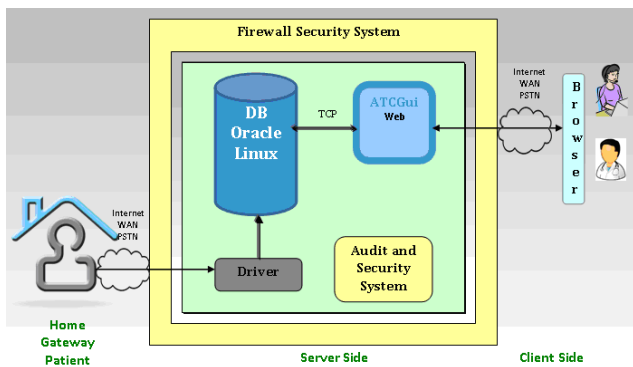 Firewall Security System
DB
Oracle
Linux
TCP
ATCGui
Web
Internet
WAN
PSTN
Browser
Internet
WAN
PSTN
Driver
Audit and
Security
System
Home
Gateway
Patient
Server Side
Client Side